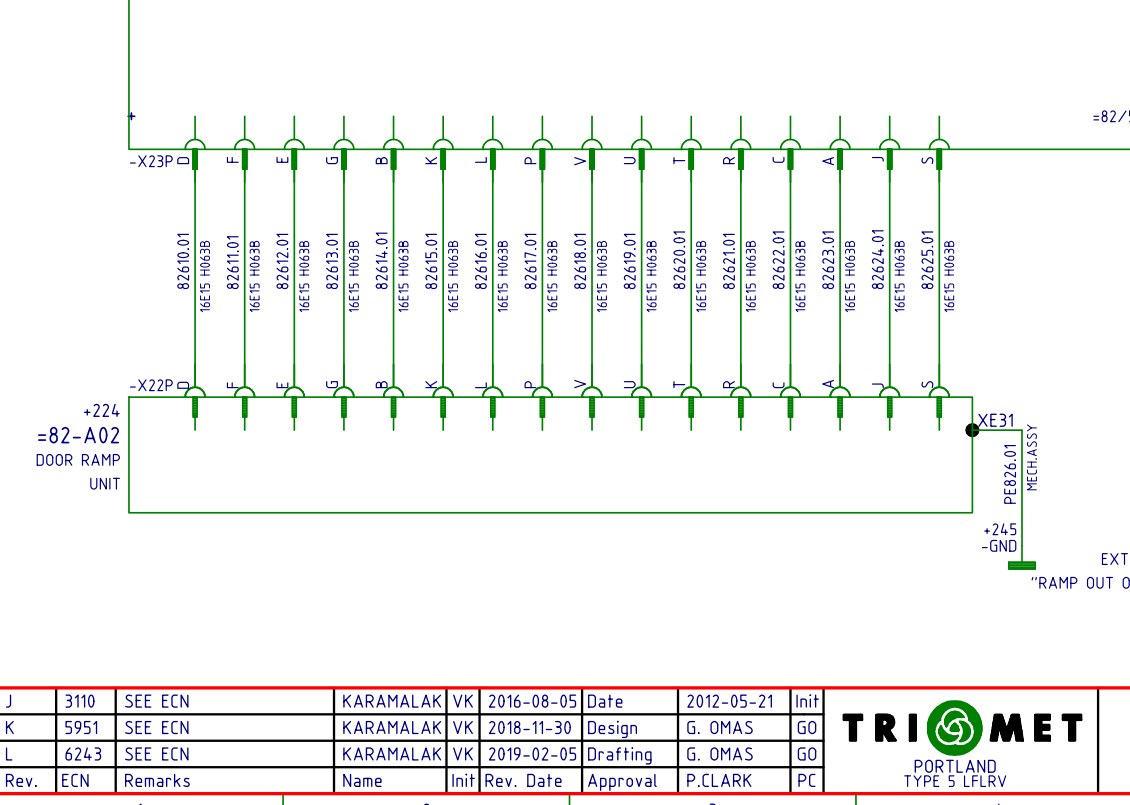 =82/
-X23P D F E G B K L P V U T R C A J S
82610.01 82611.01 82612.01 82613.01 82614.01 82615.01 82616.01 82617.01 82618.01 82619.01 82620.01 82621.01 82622.01 82623.01 82624.01 82625.01
16E15 H063B 16E15 H063B 16E15 H063B 16E15 H063B 16E15 H063B 16E15 H063B 16E15 H063B 16E15 H063B 16E15 H063B 16E15 H063B 16E15 H063B 16E15 H063B 16E15 H063B 16E15 H063B 16E15 H063B 16E15 H063B
-X22P D F E G B K L P V U T R C A J S
+224
=82-A02
DOOR RAMP
UNIT
XE31
PE826.01
MECH.ASSY
+245
-GND
EXT
"RAMP OUT O
J 3110 SEE ECN KARAMALAK VK 2016-08-05 Date 2012-05-21 Init
K 5951 SEE ECN KARAMALAK VK 2018-11-30 Design G. OMAS GO
L 6243 SEE ECN KARAMALAK VK 2019-02-05 Drafting G. OMAS GO
Rev. ECN Remarks Name Init Rev. Date Approval P.CLARK PC
TRI MET
PORTLAND
TYPE 5 LFLRV